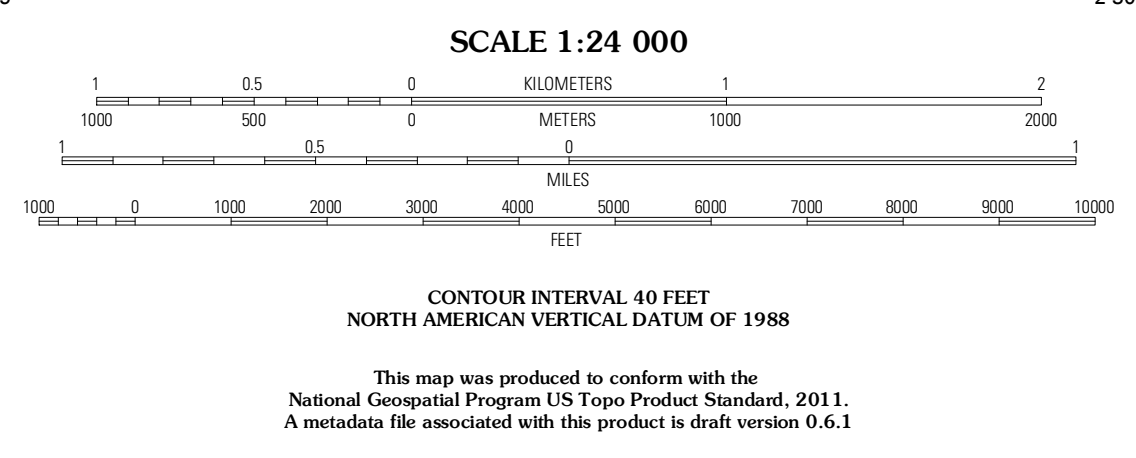 SCALE 1:24 000
1 0.5 0 KILOMETERS 1 2
1000 500 0 METERS 1000 2000
1 0.5 0 1
MILES
1000 0 1000 2000 3000 4000 5000 6000 7000 8000 9000 10000
FEET
CONTOUR INTERVAL 40 FEET
NORTH AMERICAN VERTICAL DATUM OF 1988
This map was produced to conform with the
National Geospatial Program US Topo Product Standard, 2011.
A metadata file associated with this product is draft version 0.6.1